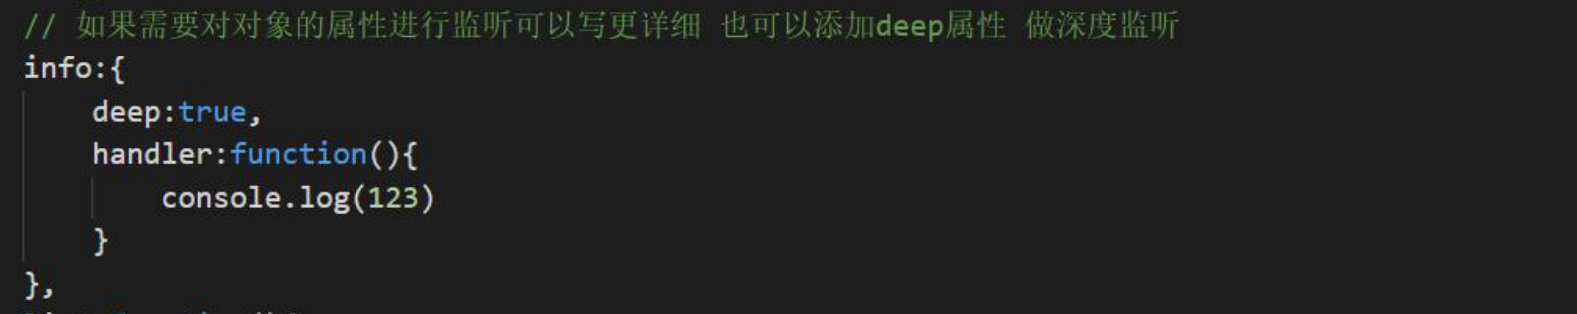 // 如果需要对对象的属性进行监听可以写更详细 也可以添加deep属性 做深度监听
info:{
    deep:true,
    handler:function(){
        console.log(123)
    }
},